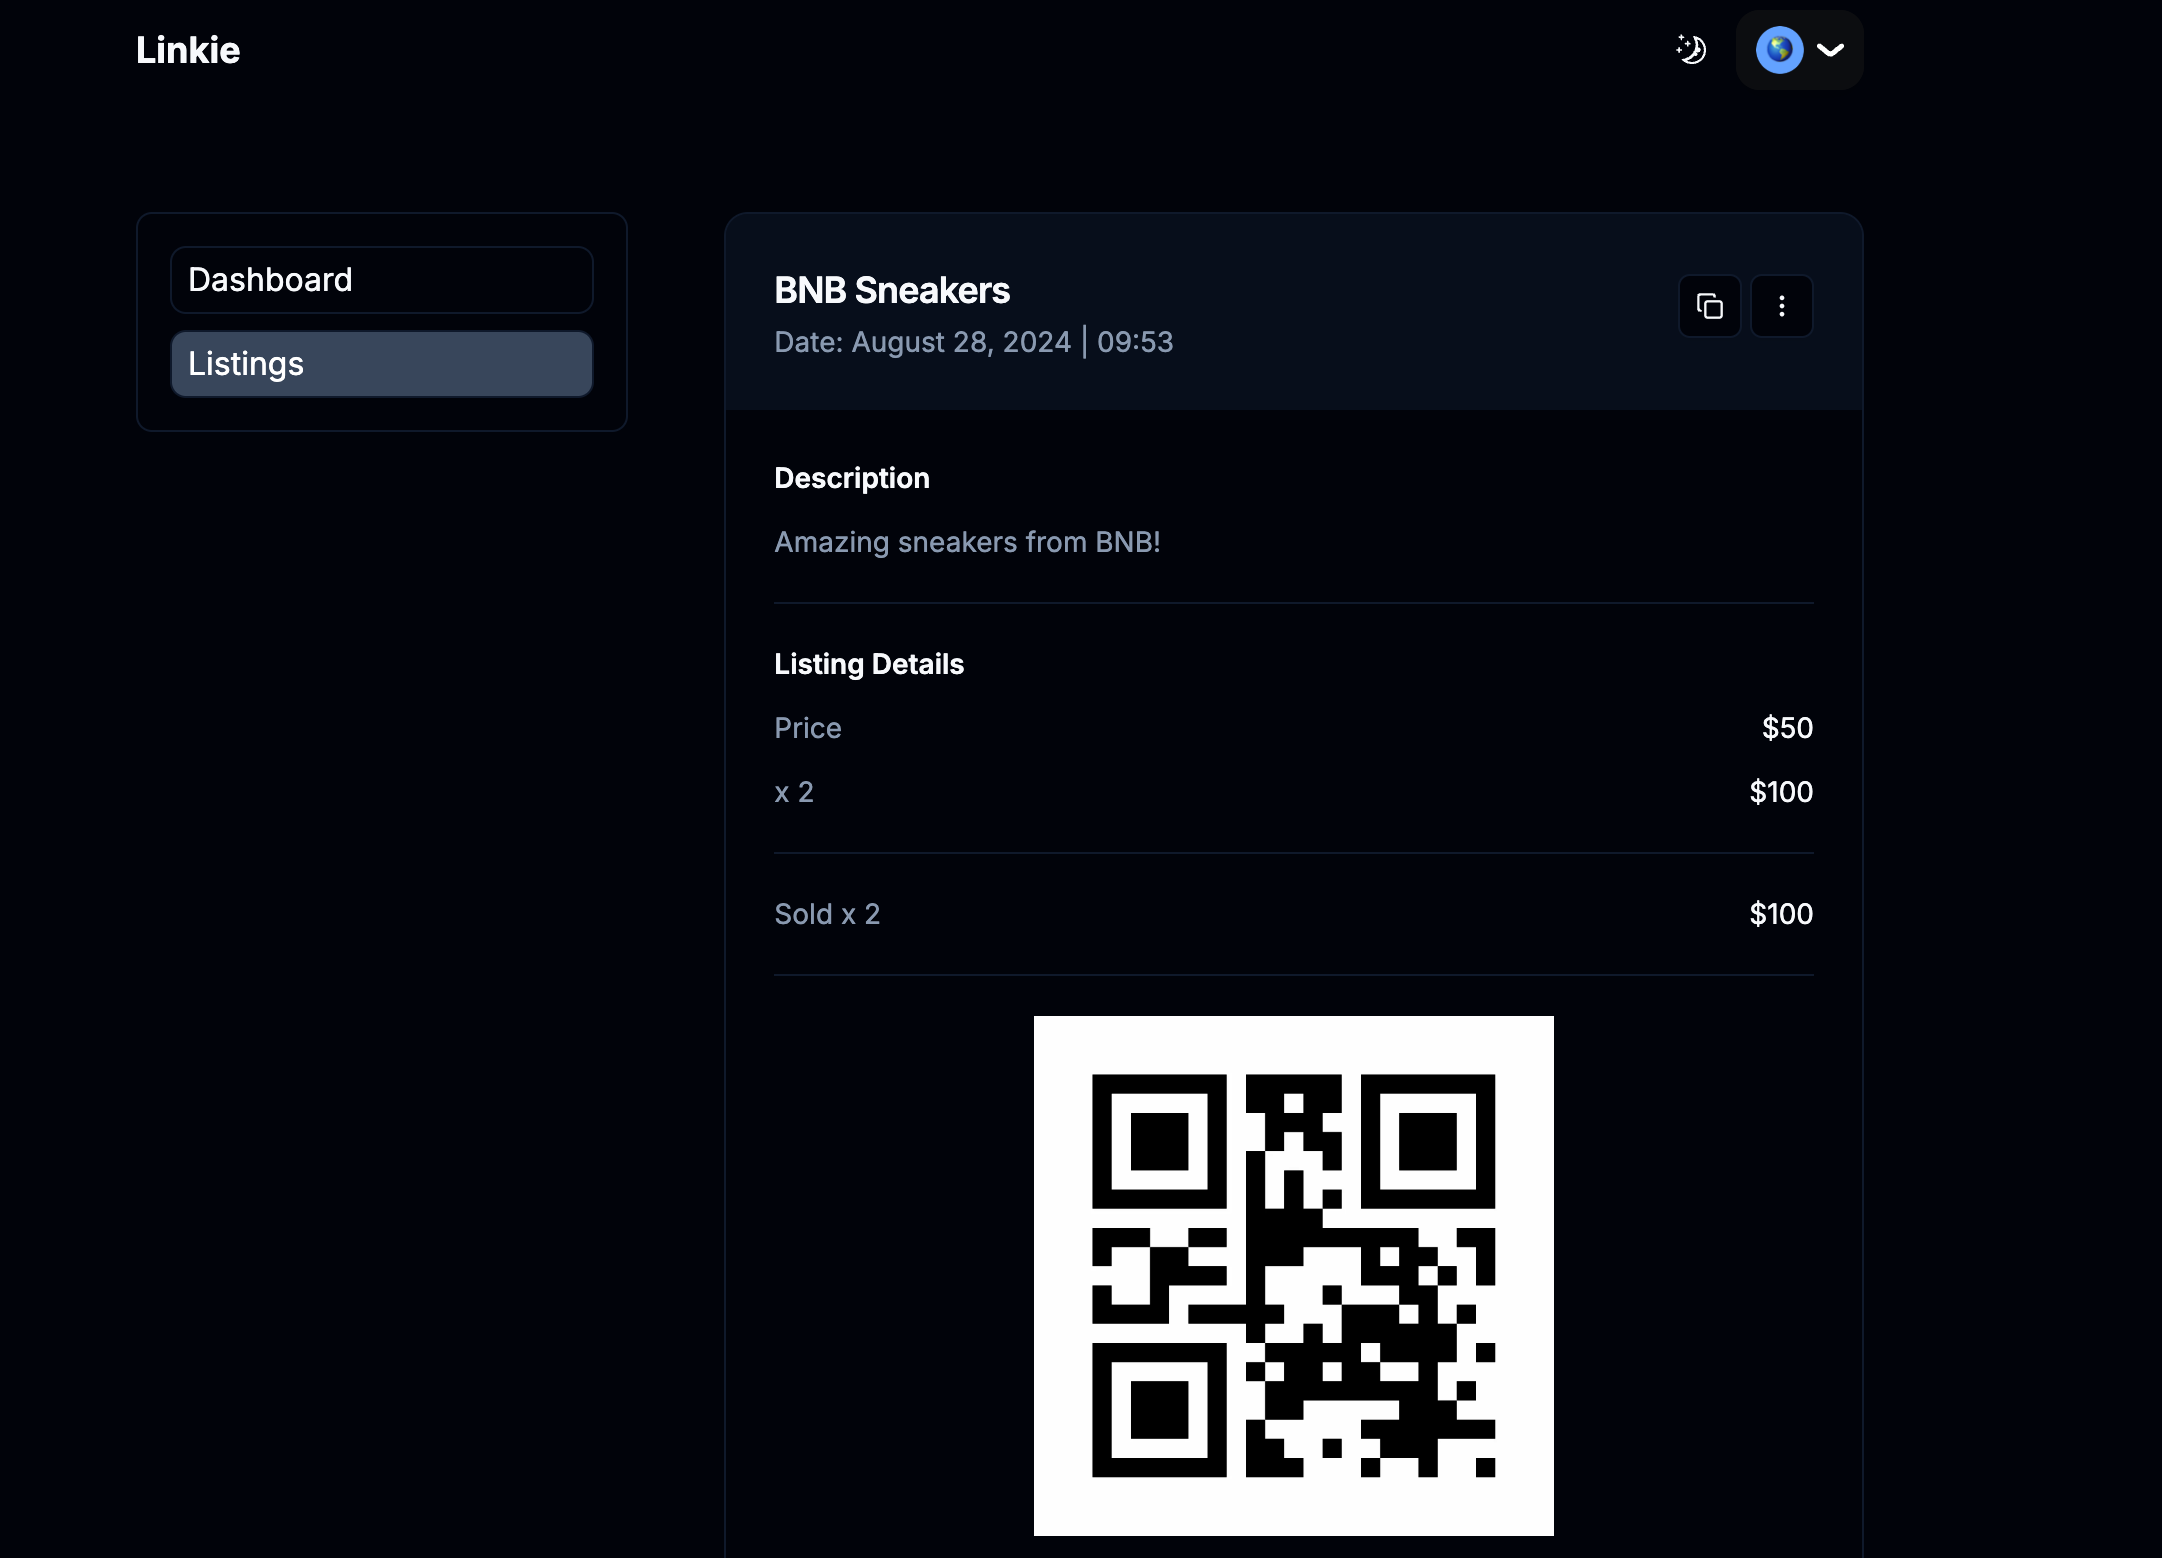 Linkie
Dashboard
Listings
BNB Sneakers
Date: August 28, 2024 | 09:53
Description
Amazing sneakers from BNB!
Listing Details
Price $50
x 2 $100
Sold x 2 $100